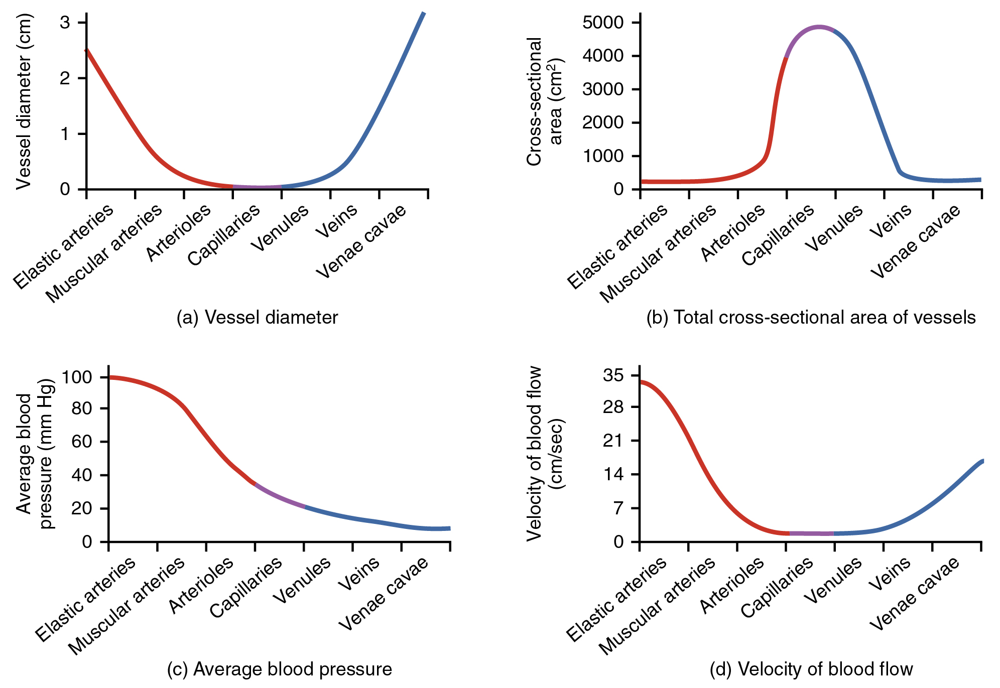 Vessel diameter (cm)
3
2
1
0
Elastic arteries
Muscular arteries
Arterioles
Capillaries
Venules
Veins
Venae cavae
(a) Vessel diameter
Cross-sectional
area (cm²)
5000
4000
3000
2000
1000
0
Elastic arteries
Muscular arteries
Arterioles
Capillaries
Venules
Veins
Venae cavae
(b) Total cross-sectional area of vessels
Average blood
pressure (mm Hg)
100
80
60
40
20
0
Elastic arteries
Muscular arteries
Arterioles
Capillaries
Venules
Veins
Venae cavae
(c) Average blood pressure
Velocity of blood flow
(cm/sec)
35
28
21
14
7
0
Elastic arteries
Muscular arteries
Arterioles
Capillaries
Venules
Veins
Venae cavae
(d) Velocity of blood flow